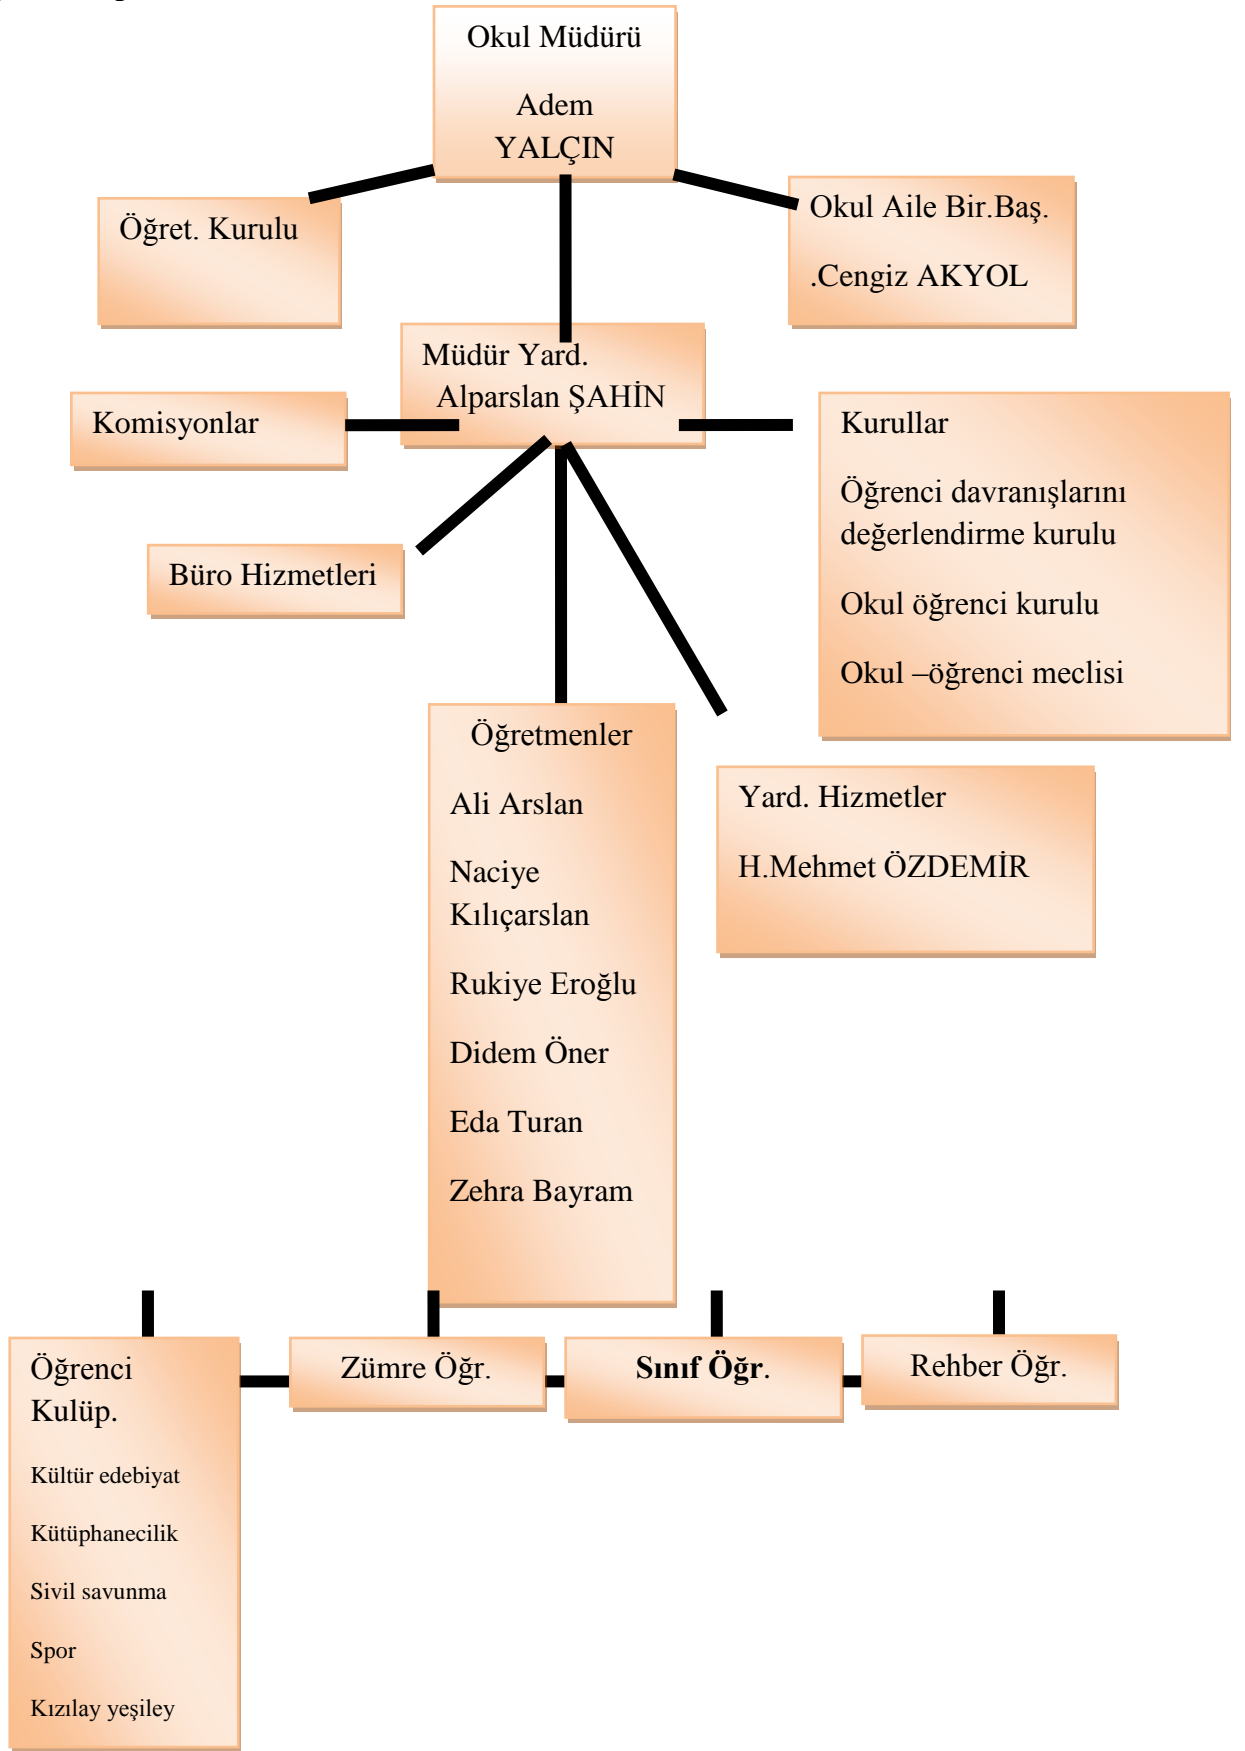 Okul Müdürü
Adem
YALÇIN
Öğret. Kurulu
Okul Aile Bir.Baş.
.Cengiz AKYOL
Müdür Yard.
Alparslan ŞAHİN
Komisyonlar
Kurullar
Öğrenci davranışlarını
değerlendirme kurulu
Okul öğrenci kurulu
Okul –öğrenci meclisi
Büro Hizmetleri
Öğretmenler
Ali Arslan
Naciye
Kılıçarslan
Rukiye Eroğlu
Didem Öner
Eda Turan
Zehra Bayram
Yard. Hizmetler
H.Mehmet ÖZDEMİR
Öğrenci
Kulüp.
Kültür edebiyat
Kütüphanecilik
Sivil savunma
Spor
Kızılay yeşiley
Zümre Öğr.
Sınıf Öğr.
Rehber Öğr.